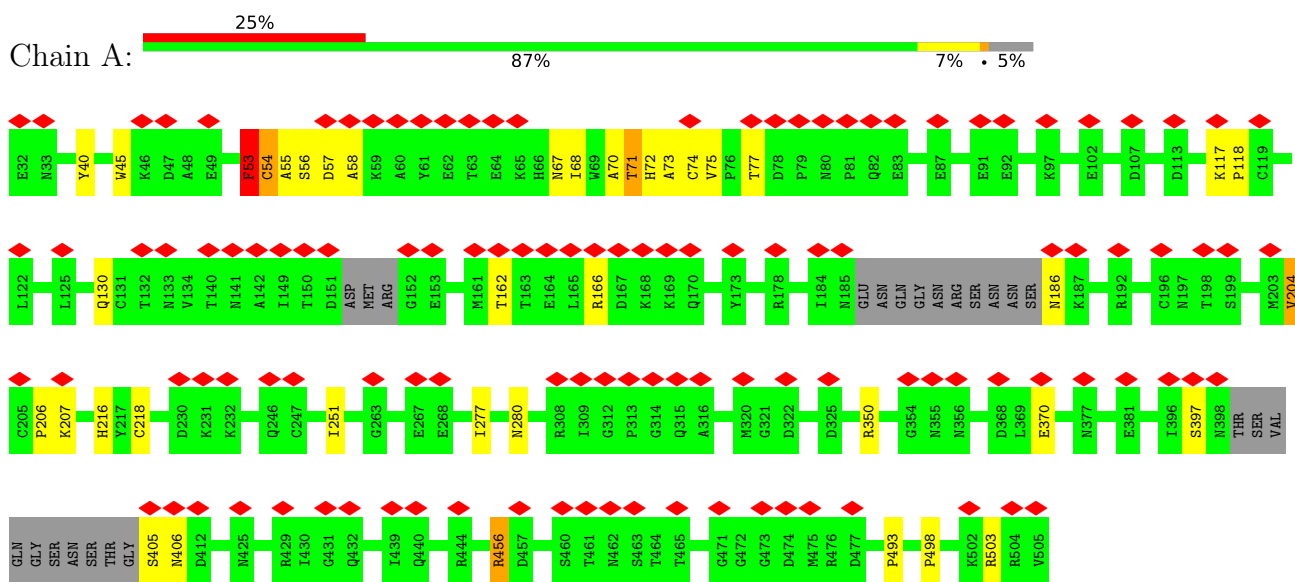 25%
Chain A:
87% 7% • 5%
E32 N33 Y40 W45 K46 D47 A48 E49 F53 C54 A55 S56 D57 A58 K59 A60 Y61 E62 T63 E64 K65 H66 N67 I68 W69 A70 T71 H72 A73 C74 V75 P76 T77 D78 P79 N80 P81 Q82 E83 E87 E91 E92 K97 E102 D107 D113 K117 P118 C119
L122 L125 Q130 C131 T132 N133 V134 T140 N141 A142 I149 T150 D151 ASP MET ARG G152 E153 M161 T162 T163 E164 L165 R166 D167 K168 K169 Q170 Y173 R178 I184 N185 GLU ASN GLN GLY ASN ARG SER ASN ASN SER N186 K187 R192 C196 N197 T198 S199 M203 V204
C205 P206 K207 H216 Y217 C218 D230 K231 K232 Q246 C247 I251 G263 E267 E268 I277 N280 R308 I309 G312 P313 G314 Q315 A316 M320 G321 D322 D325 R350 G354 N355 N356 D368 L369 E370 N377 E381 I396 S397 N398 THR SER VAL
GLN GLY SER ASN SER THR GLY S405 N406 D412 N425 R429 I430 G431 Q432 I439 Q440 R444 R456 D457 S460 T461 N462 S463 T464 T465 G471 G472 G473 D474 M475 R476 D477 P493 P498 K502 R503 R504 V505